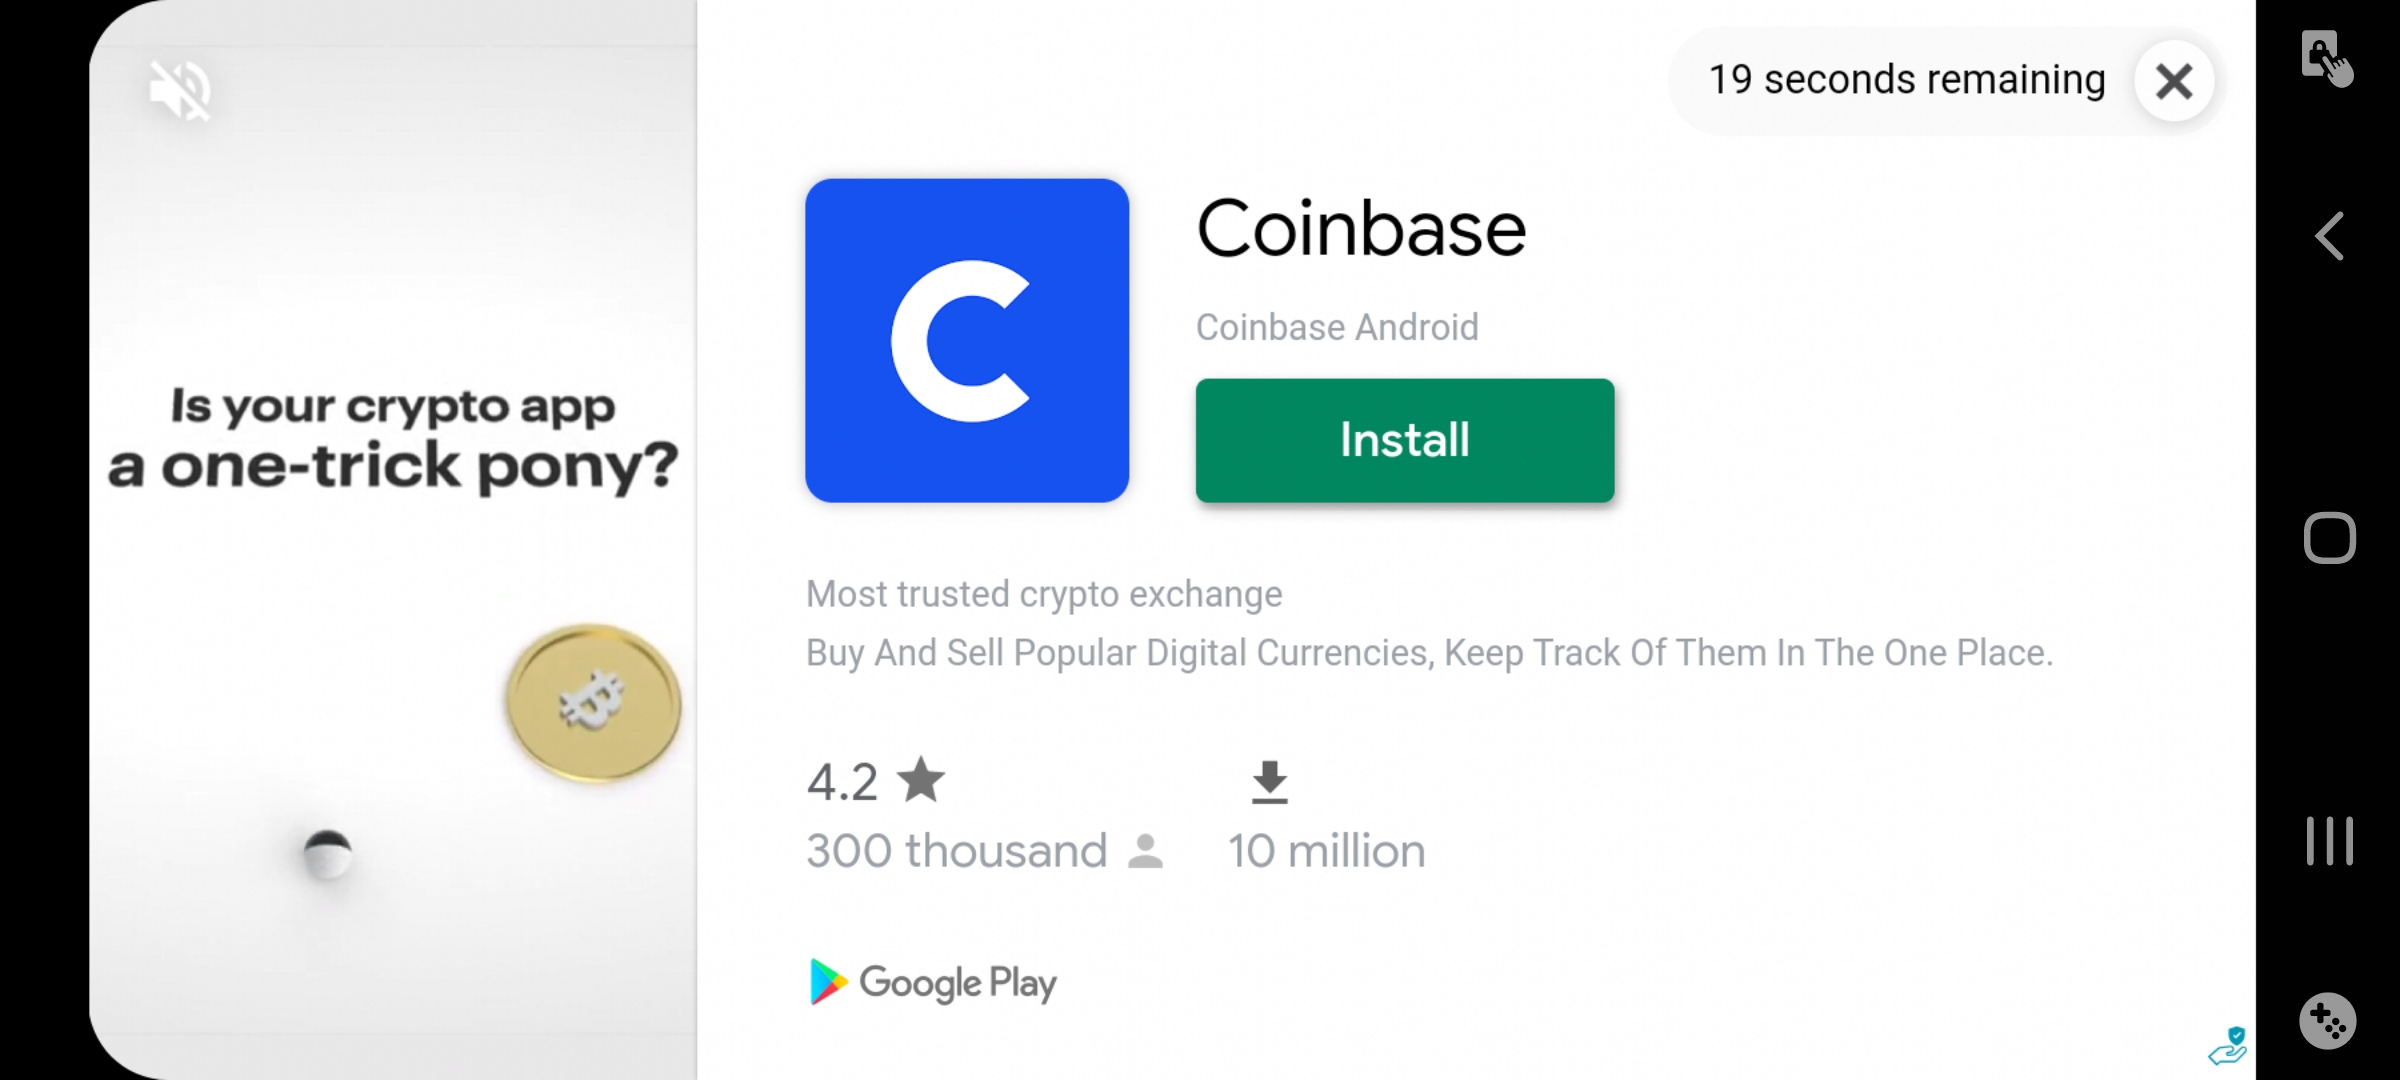 Is your crypto app
a one-trick pony?
19 seconds remaining
Coinbase
Coinbase Android
Install
Most trusted crypto exchange
Buy And Sell Popular Digital Currencies, Keep Track Of Them In The One Place.
4.2
300 thousand
10 million
Google Play